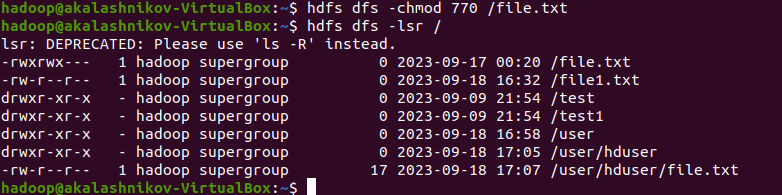 hadoop@akalashnikov-VirtualBox:~$ hdfs dfs -chmod 770 /file.txt
hadoop@akalashnikov-VirtualBox:~$ hdfs dfs -lsr /
lsr: DEPRECATED: Please use 'ls -R' instead.
-rwxrwx---   1 hadoop supergroup          0 2023-09-17 00:20 /file.txt
-rw-r--r--   1 hadoop supergroup          0 2023-09-18 16:32 /file1.txt
drwxr-xr-x   - hadoop supergroup          0 2023-09-09 21:54 /test
drwxr-xr-x   - hadoop supergroup          0 2023-09-09 21:54 /test1
drwxr-xr-x   - hadoop supergroup          0 2023-09-18 16:58 /user
drwxr-xr-x   - hadoop supergroup          0 2023-09-18 17:05 /user/hduser
-rw-r--r--   1 hadoop supergroup         17 2023-09-18 17:07 /user/hduser/file.txt
hadoop@akalashnikov-VirtualBox:~$